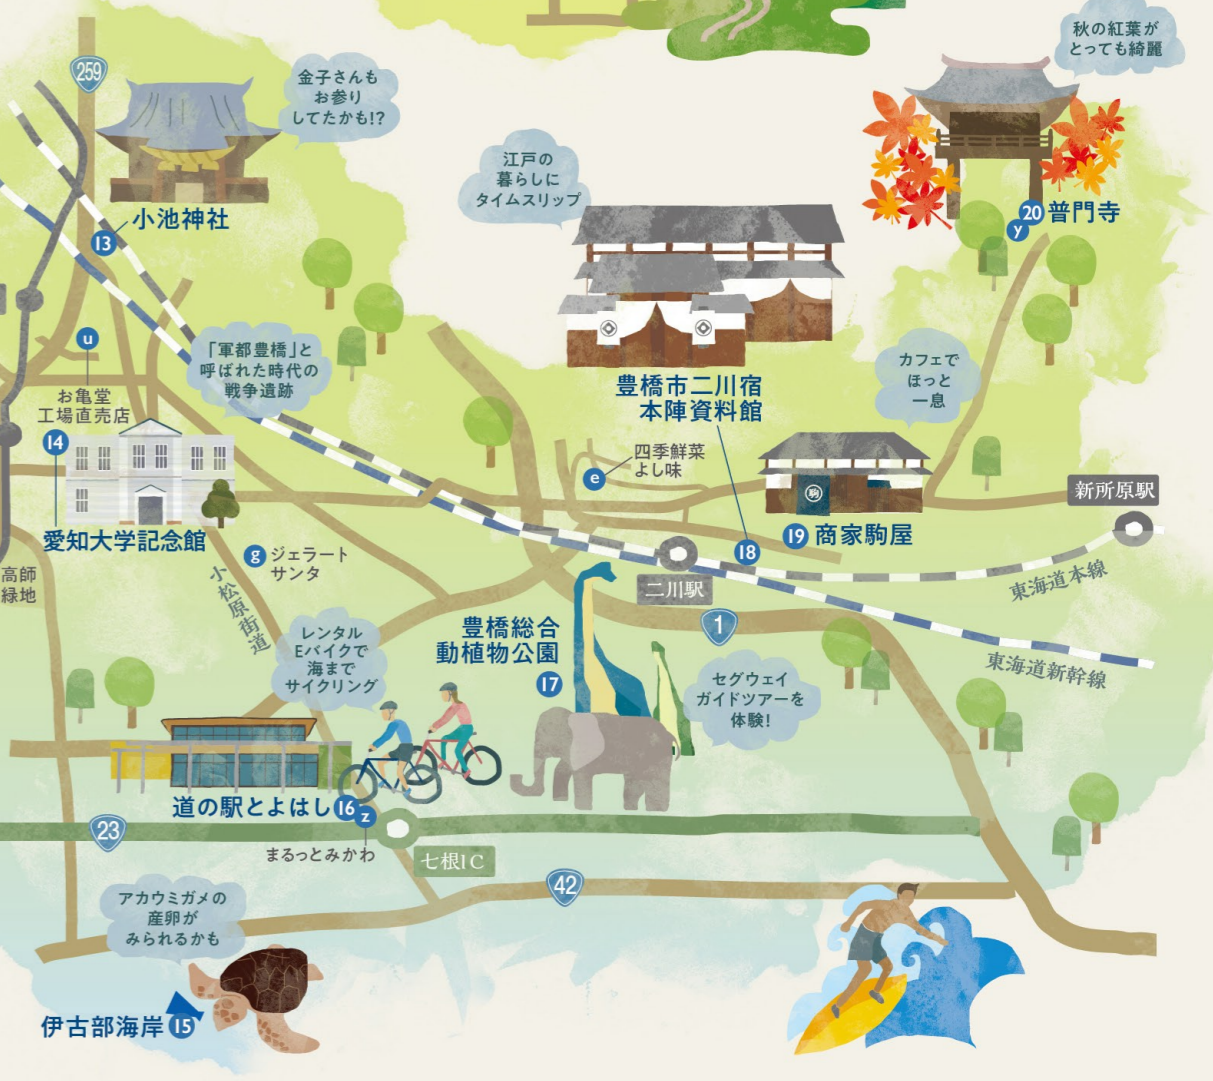 259
金子さんも
お参り
してたかも!?
小池神社
13
江戸の
暮らしに
タイムスリップ
秋の紅葉が
とっても綺麗
20
普門寺
y
u
お亀堂
工場直売店
「軍都豊橋」と
呼ばれた時代の
戦争遺跡
14
愛知大学記念館
豊橋市二川宿
本陣資料館
カフェで
ほっと
一息
四季鮮菜
よし味
e
駒
19
商家駒屋
新所原駅
18
二川駅
東海道本線
東海道新幹線
1
高師
緑地
g
ジェラート
サンタ
小松原街道
レンタル
Eバイクで
海まで
サイクリング
豊橋総合
動植物公園
17
セグウェイ
ガイドツアーを
体験!
道の駅とよはし
16
z
まるっとみかわ
23
七根IC
42
アカウミガメの
産卵が
みられるかも
伊古部海岸
15